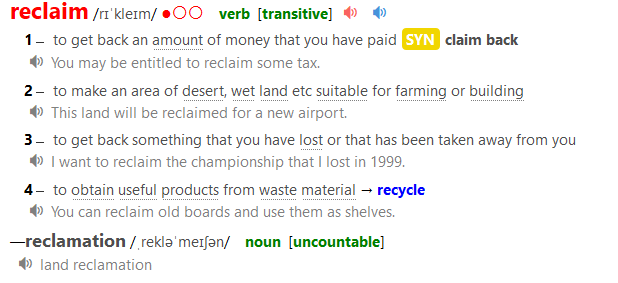 reclaim /rɪˈkleɪm/ ●○○ verb [transitive]
1 – to get back an amount of money that you have paid SYN claim back
You may be entitled to reclaim some tax.
2 – to make an area of desert, wet land etc suitable for farming or building
This land will be reclaimed for a new airport.
3 – to get back something that you have lost or that has been taken away from you
I want to reclaim the championship that I lost in 1999.
4 – to obtain useful products from waste material → recycle
You can reclaim old boards and use them as shelves.
—reclamation /ˌrekləˈmeɪʃən/ noun [uncountable]
land reclamation